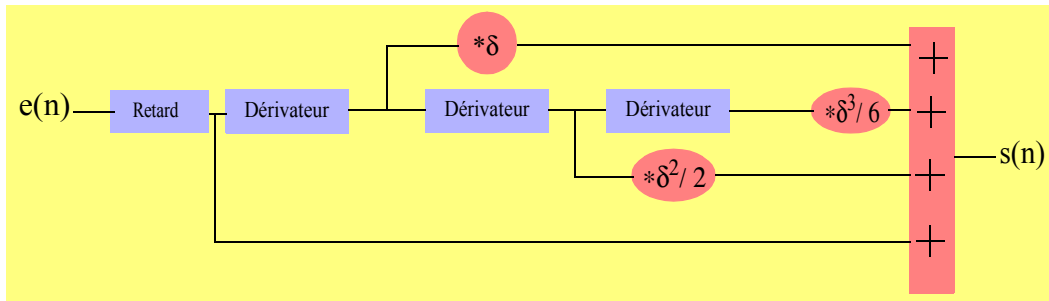 *δ
+
e(n)
Retard
Dérivateur
Dérivateur
Dérivateur
*δ³/ 6
+
s(n)
*δ²/ 2
+
+